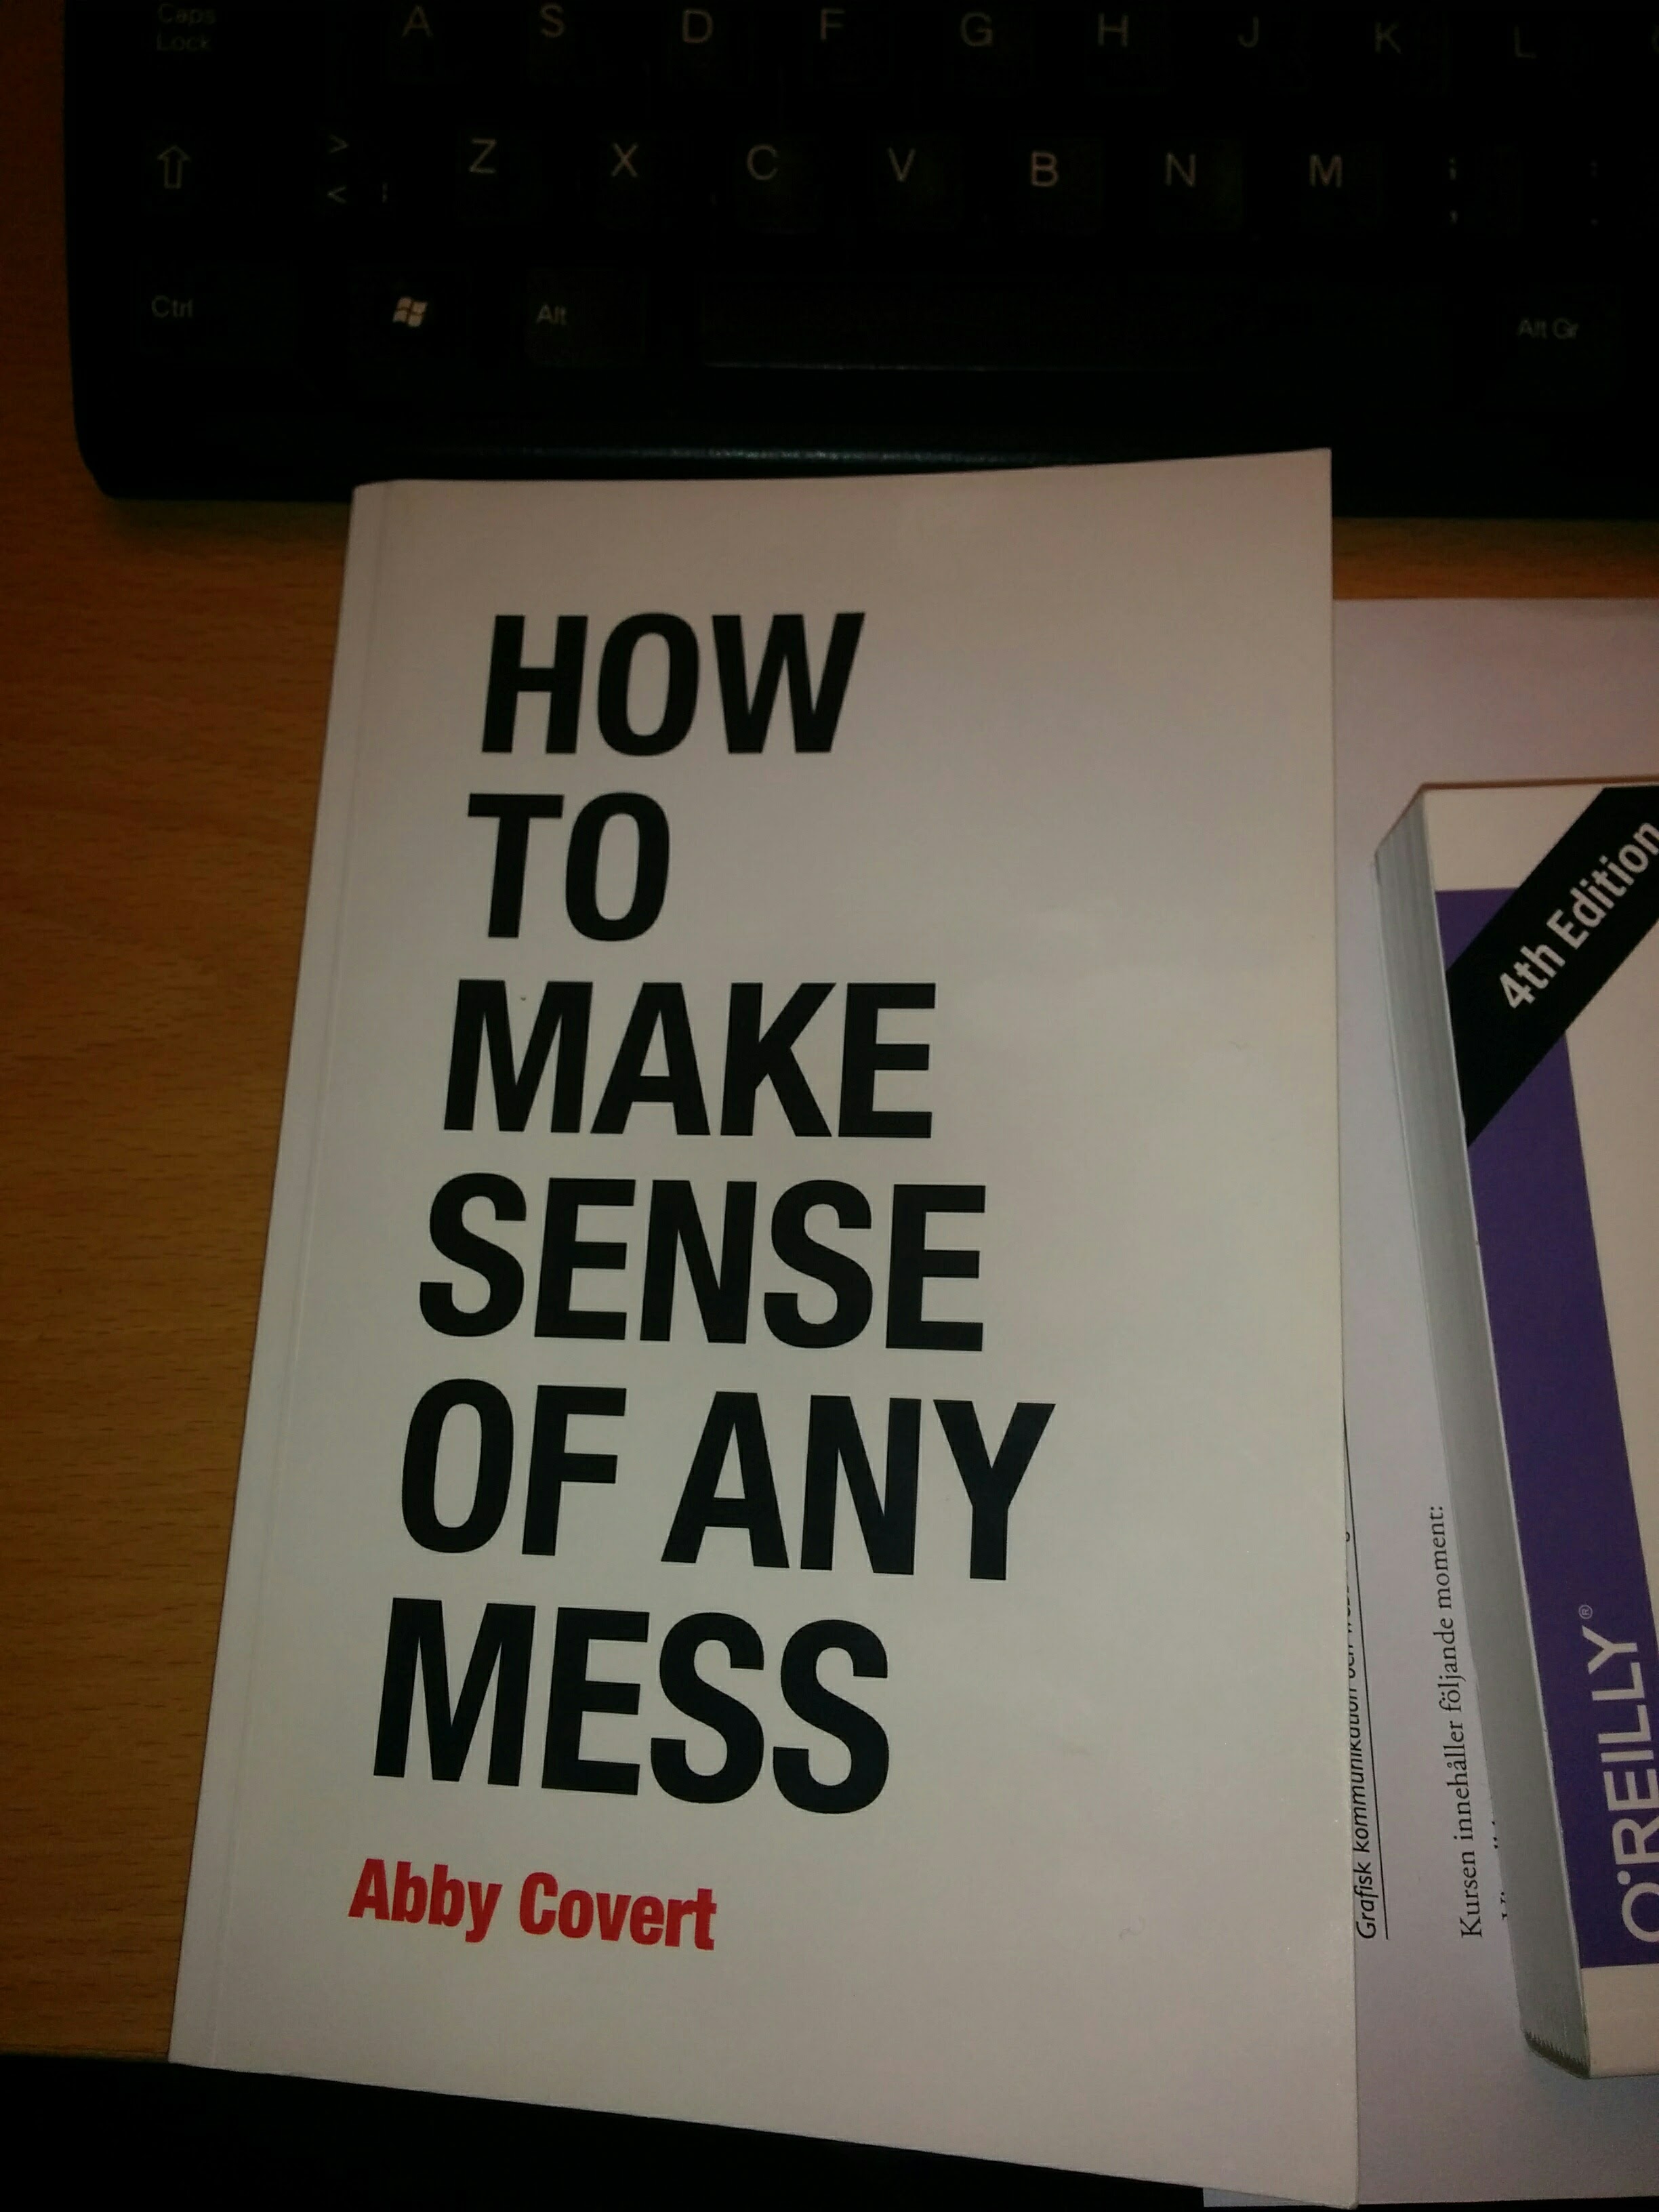 Caps
Lock
A S D F G H J K L
> Z X C V B N M ;
< ,
Ctrl Alt Alt Gr
HOW
TO
MAKE
SENSE
OF ANY
MESS
Abby Covert
4th Edition
O'REILLY®
Grafisk kommunikation och
Kursen innehåller följande moment: